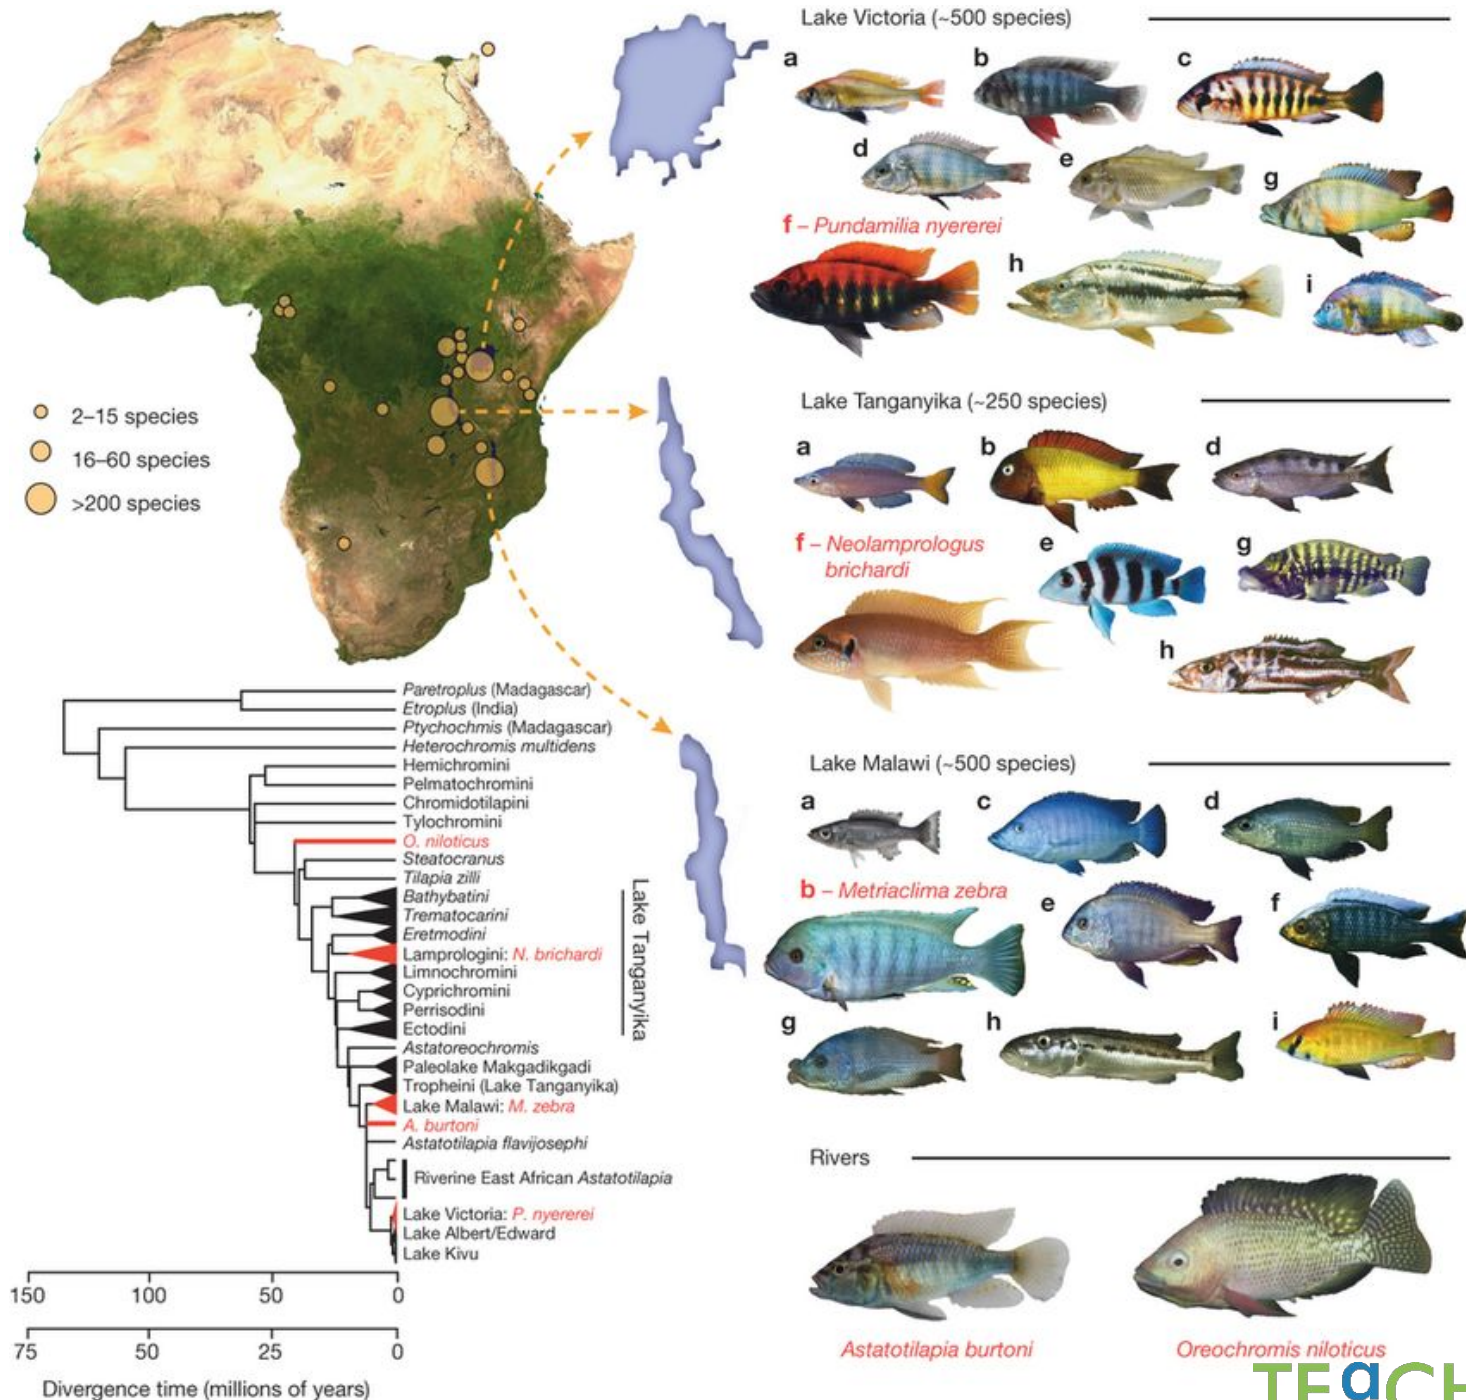 Lake Victoria (~500 species)
a
b
c
d
e
g
f – Pundamilia nyererei
h
i
2–15 species
16–60 species
>200 species
Lake Tanganyika (~250 species)
a
b
d
f – Neolamprologus
brichardi
e
g
h
Paretroplus (Madagascar)
Etroplus (India)
Ptychochmis (Madagascar)
Heterochromis multidens
Hemichromini
Pelmatochromini
Chromidotilapini
Tylochromini
O. niloticus
Steatocranus
Tilapia zilli
Bathybatini
Trematocarini
Eretmodini
Lamprologini: N. brichardi
Limnochromini
Cyprichromini
Perrisodini
Ectodini
Lake Tanganyika
Astatoreochromis
Paleolake Makgadikgadi
Tropheini (Lake Tanganyika)
Lake Malawi: M. zebra
A. burtoni
Astatotilapia flavijosephi
Riverine East African Astatotilapia
Lake Victoria: P. nyererei
Lake Albert/Edward
Lake Kivu
150 100 50 0
75 50 25 0
Divergence time (millions of years)
Lake Malawi (~500 species)
a
c
d
b – Metriaclima zebra
e
f
g
h
i
Rivers
Astatotilapia burtoni
Oreochromis niloticus
TEACH